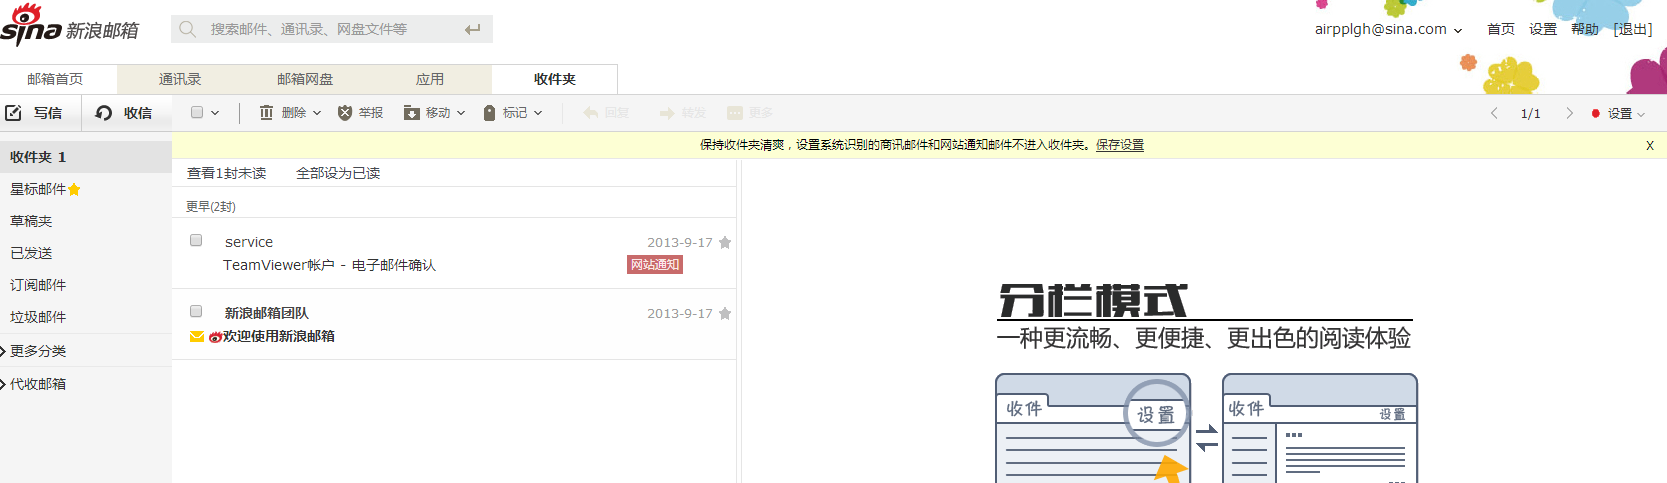 sina 新浪邮箱
搜索邮件、通讯录、网盘文件等
airpplgh@sina.com 首页 设置 帮助 [退出]
邮箱首页 通讯录 邮箱网盘 应用 收件夹
写信 收信 删除 举报 移动 标记 回复 转发 更多 1/1 设置
保持收件夹清爽，设置系统识别的商讯邮件和网站通知邮件不进入收件夹。保存设置 X
收件夹 1
星标邮件
草稿夹
已发送
订阅邮件
垃圾邮件
更多分类
代收邮箱
查看1封未读 全部设为已读
更早(2封)
service 2013-9-17
TeamViewer帐户 - 电子邮件确认 网站通知
新浪邮箱团队 2013-9-17
欢迎使用新浪邮箱
分栏模式
一种更流畅、更便捷、更出色的阅读体验
收件 设置 收件 设置